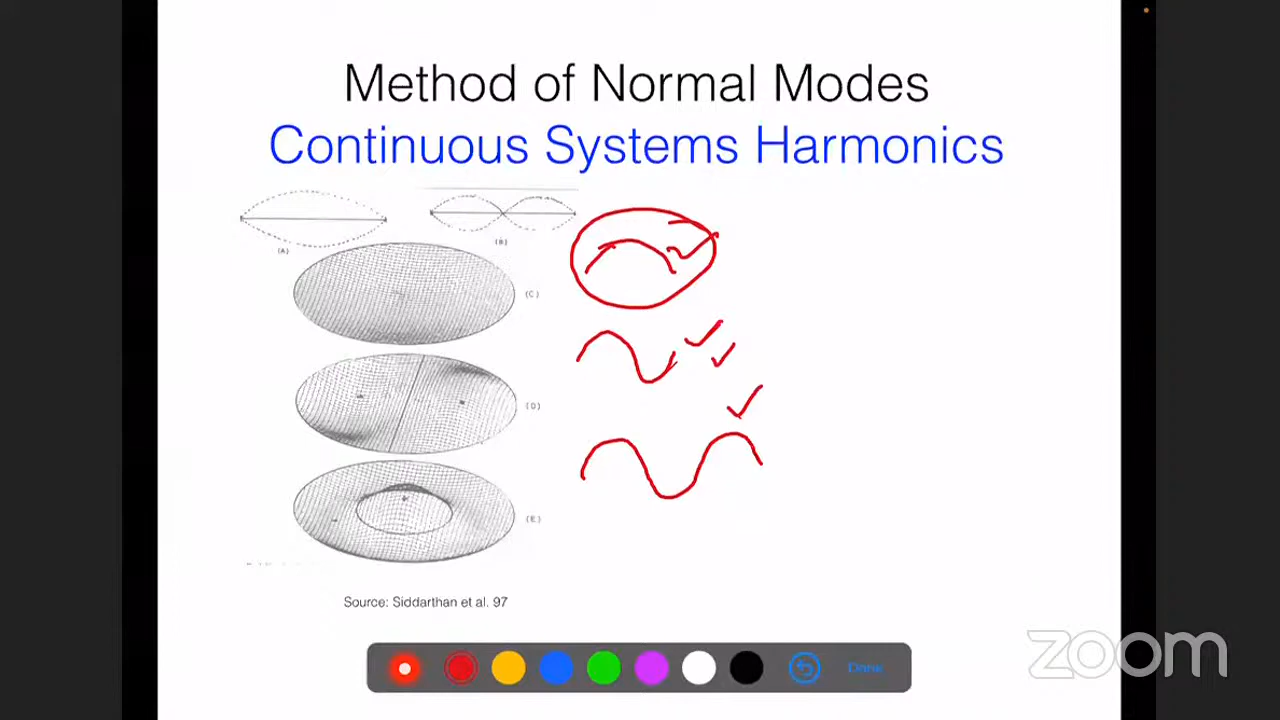 Method of Normal Modes
Continuous Systems Harmonics
(A)
(B)
(C)
(D)
(E)
Source: Siddarthan et al. 97
Done
zoom